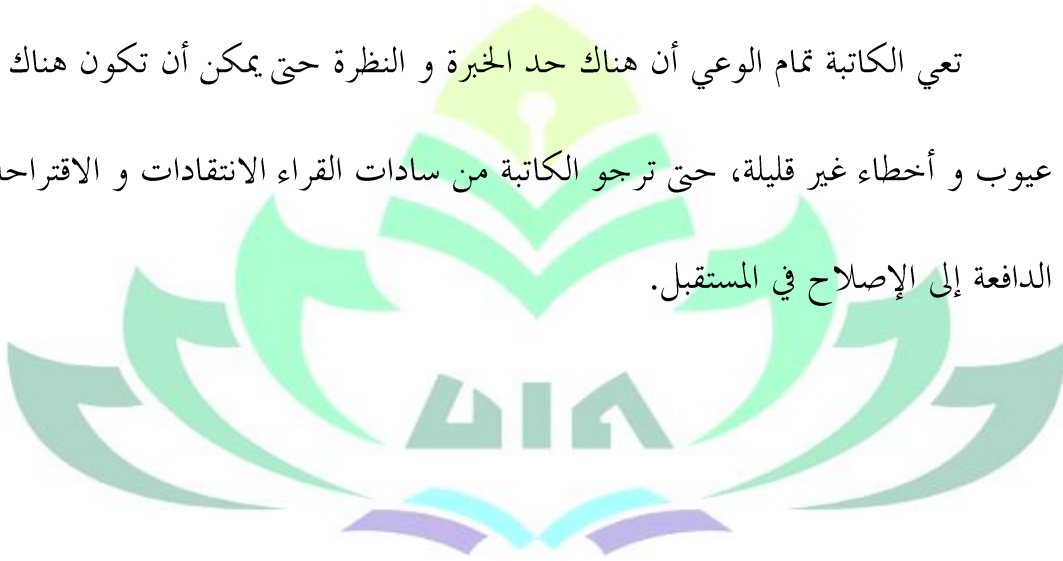 تعي الكاتبة تمام الوعي أن هناك حد الخبرة و النظرة حتى يمكن أن تكون هناك
عيوب و أخطاء غير قليلة، حتى ترجو الكاتبة من سادات القراء الانتقادات و
الدافعة إلى الإصلاح في المستقبل.